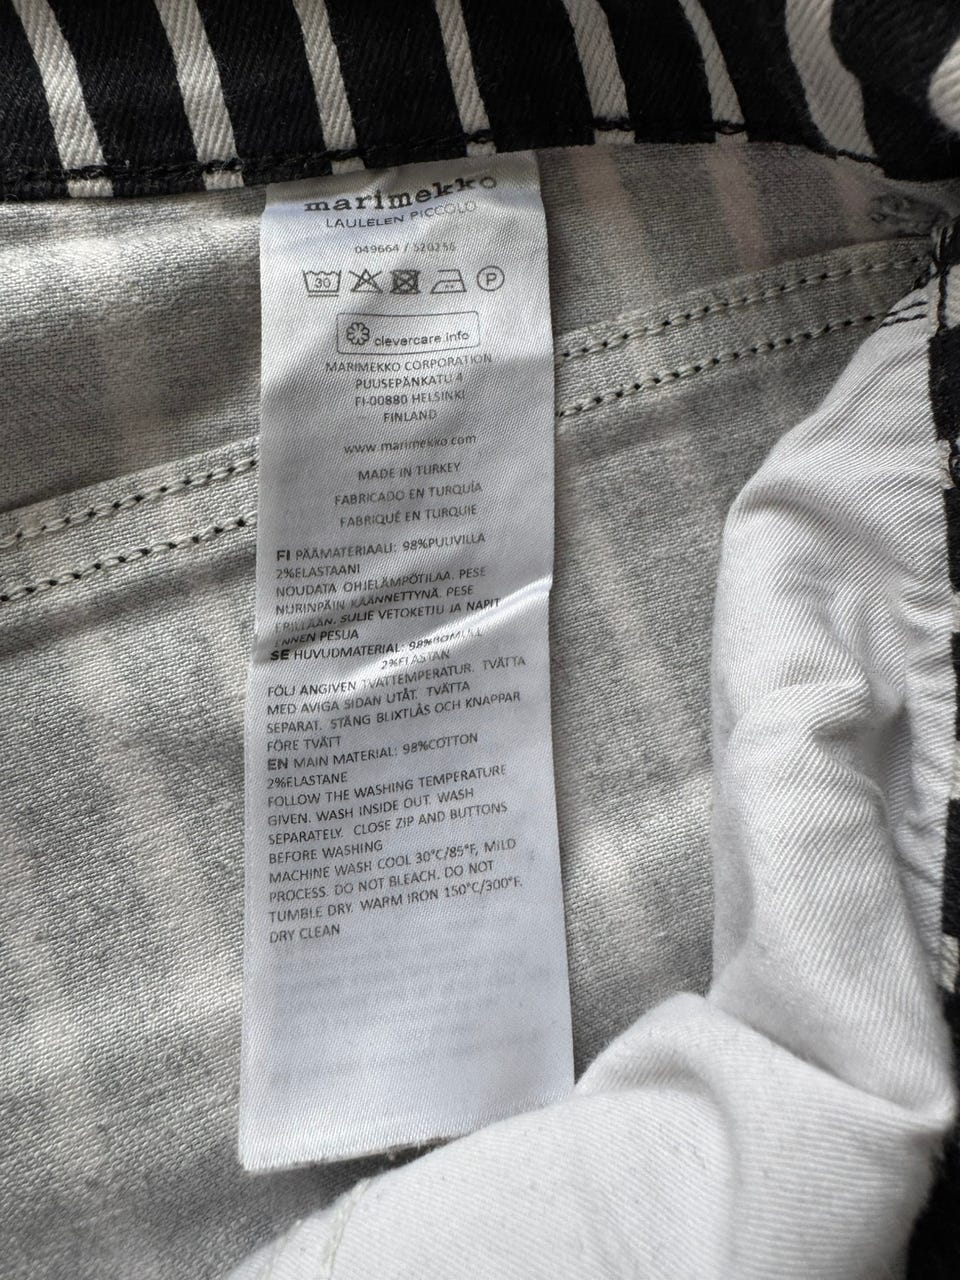 marimekko
LAULELEN PICCOLO
049664 / 520256
30 P
clevercare.info
MARIMEKKO CORPORATION
PUUSEPÄNKATU 4
FI-00880 HELSINKI
FINLAND
www.marimekko.com
MADE IN TURKEY
FABRICADO EN TURQUÍA
FABRIQUÉ EN TURQUIE
FI PÄÄMATERIAALI: 98%PUUVILLA
2%ELASTAANI
NOUDATA OHJELÄMPÖTILAA. PESE
NURINPÄIN KÄÄNNETTYNÄ. PESE
ERILLÄÄN. SULJE VETOKETJU JA NAPIT
ENNEN PESUA
SE HUVUDMATERIAL: 98%BOMULL
2%ELASTAN
FÖLJ ANGIVEN TVÄTTEMPERATUR. TVÄTTA
MED AVIGA SIDAN UTÅT. TVÄTTA
SEPARAT. STÄNG BLIXTLÅS OCH KNAPPAR
FÖRE TVÄTT
EN MAIN MATERIAL: 98%COTTON
2%ELASTANE
FOLLOW THE WASHING TEMPERATURE
GIVEN. WASH INSIDE OUT. WASH
SEPARATELY. CLOSE ZIP AND BUTTONS
BEFORE WASHING
MACHINE WASH COOL 30°C/85°F, MILD
PROCESS. DO NOT BLEACH. DO NOT
TUMBLE DRY. WARM IRON 150°C/300°F.
DRY CLEAN